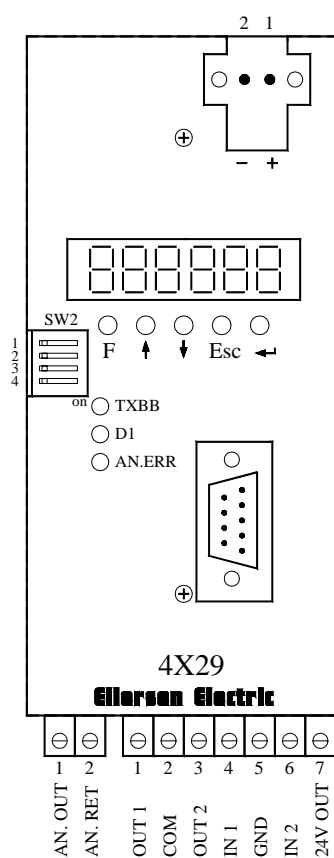 2 1
− +
SW2
F Esc
1
2
3
4
on
TXBB
D1
AN.ERR
4X29
Ellersen Electric
1 2 1 2 3 4 5 6 7
AN. OUT
AN. RET
OUT 1
COM
OUT 2
IN 1
GND
IN 2
24V OUT